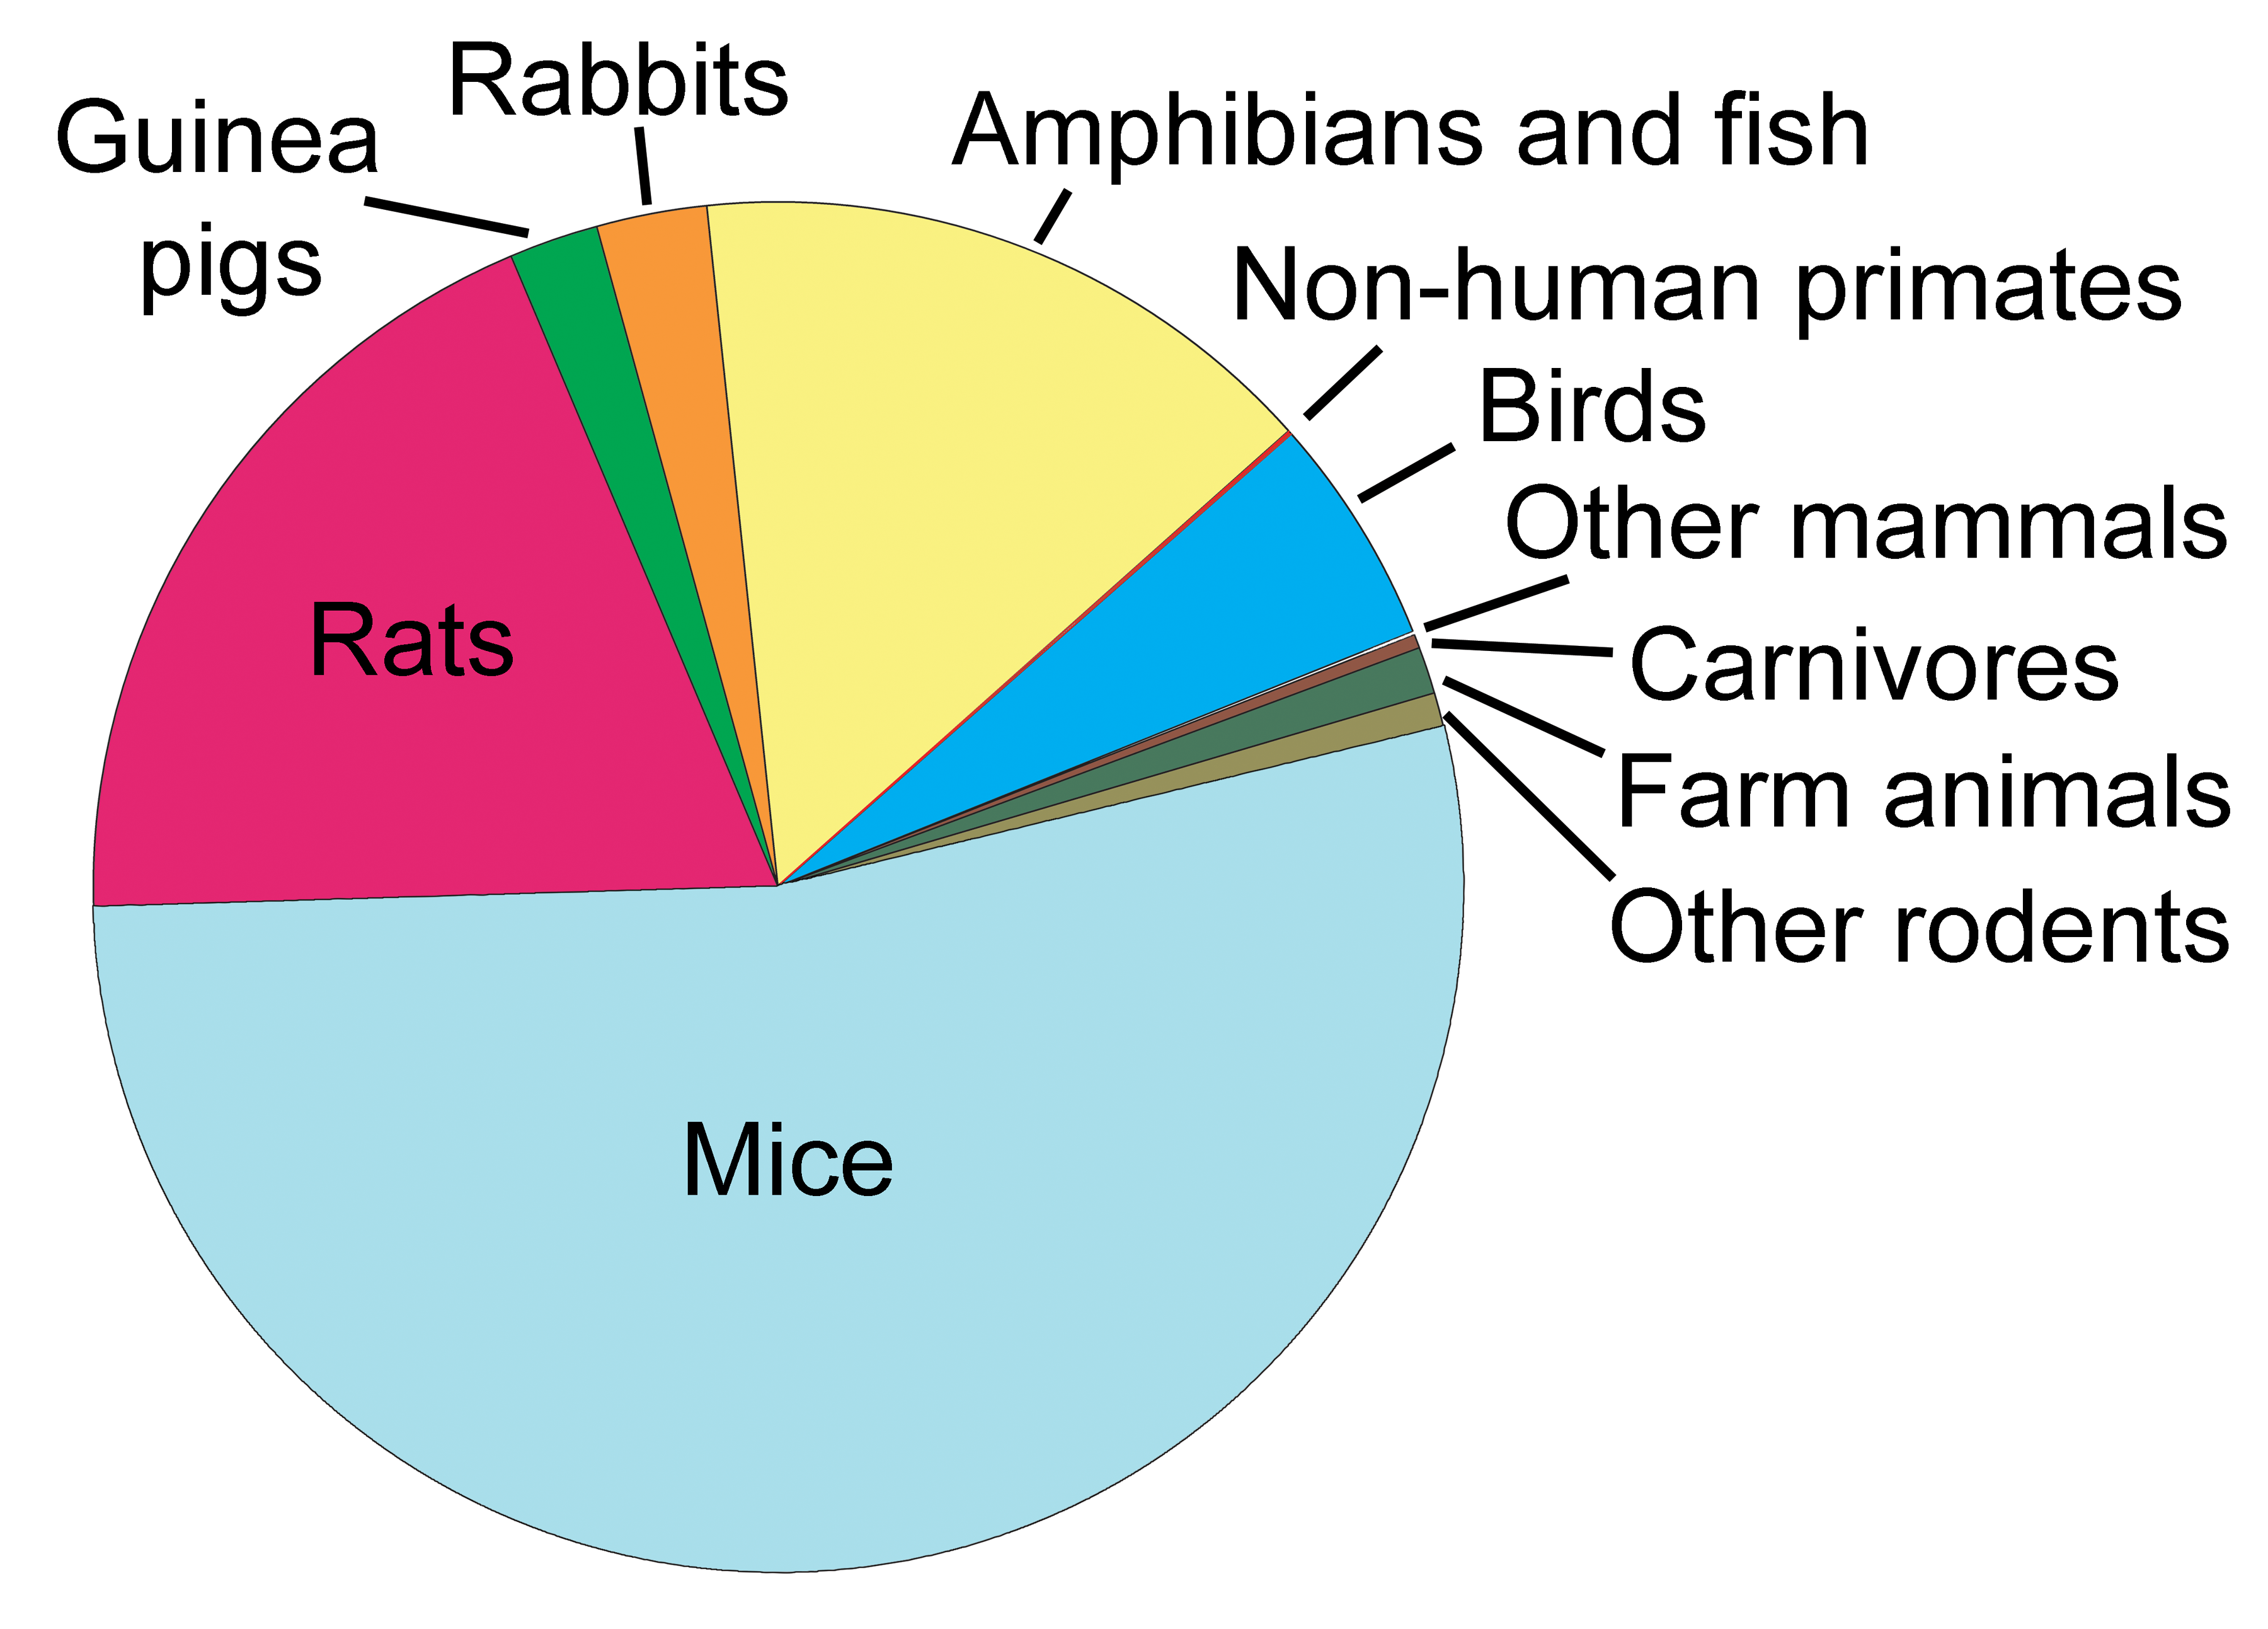 Rabbits
Guinea
pigs
Amphibians and fish
Non-human primates
Birds
Other mammals
Carnivores
Farm animals
Other rodents
Rats
Mice